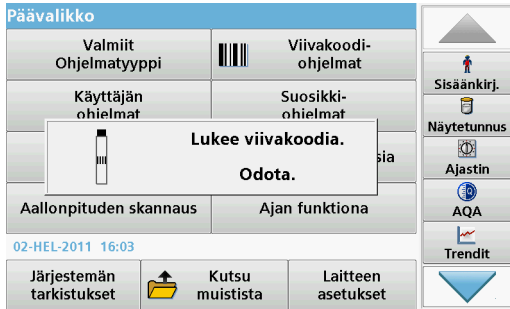 Päävalikko
Valmiit
Ohjelmatyyppi
Viivakoodi-
ohjelmat
Käyttäjän
ohjelmat
Suosikki-
ohjelmat
Lukee viivakoodia.
Odota.
sia
Aallonpituden skannaus
Ajan funktiona
02-HEL-2011 16:03
Järjestemän
tarkistukset
Kutsu
muistista
Laitteen
asetukset
Sisäänkirj.
Näytetunnus
Ajastin
AQA
Trendit